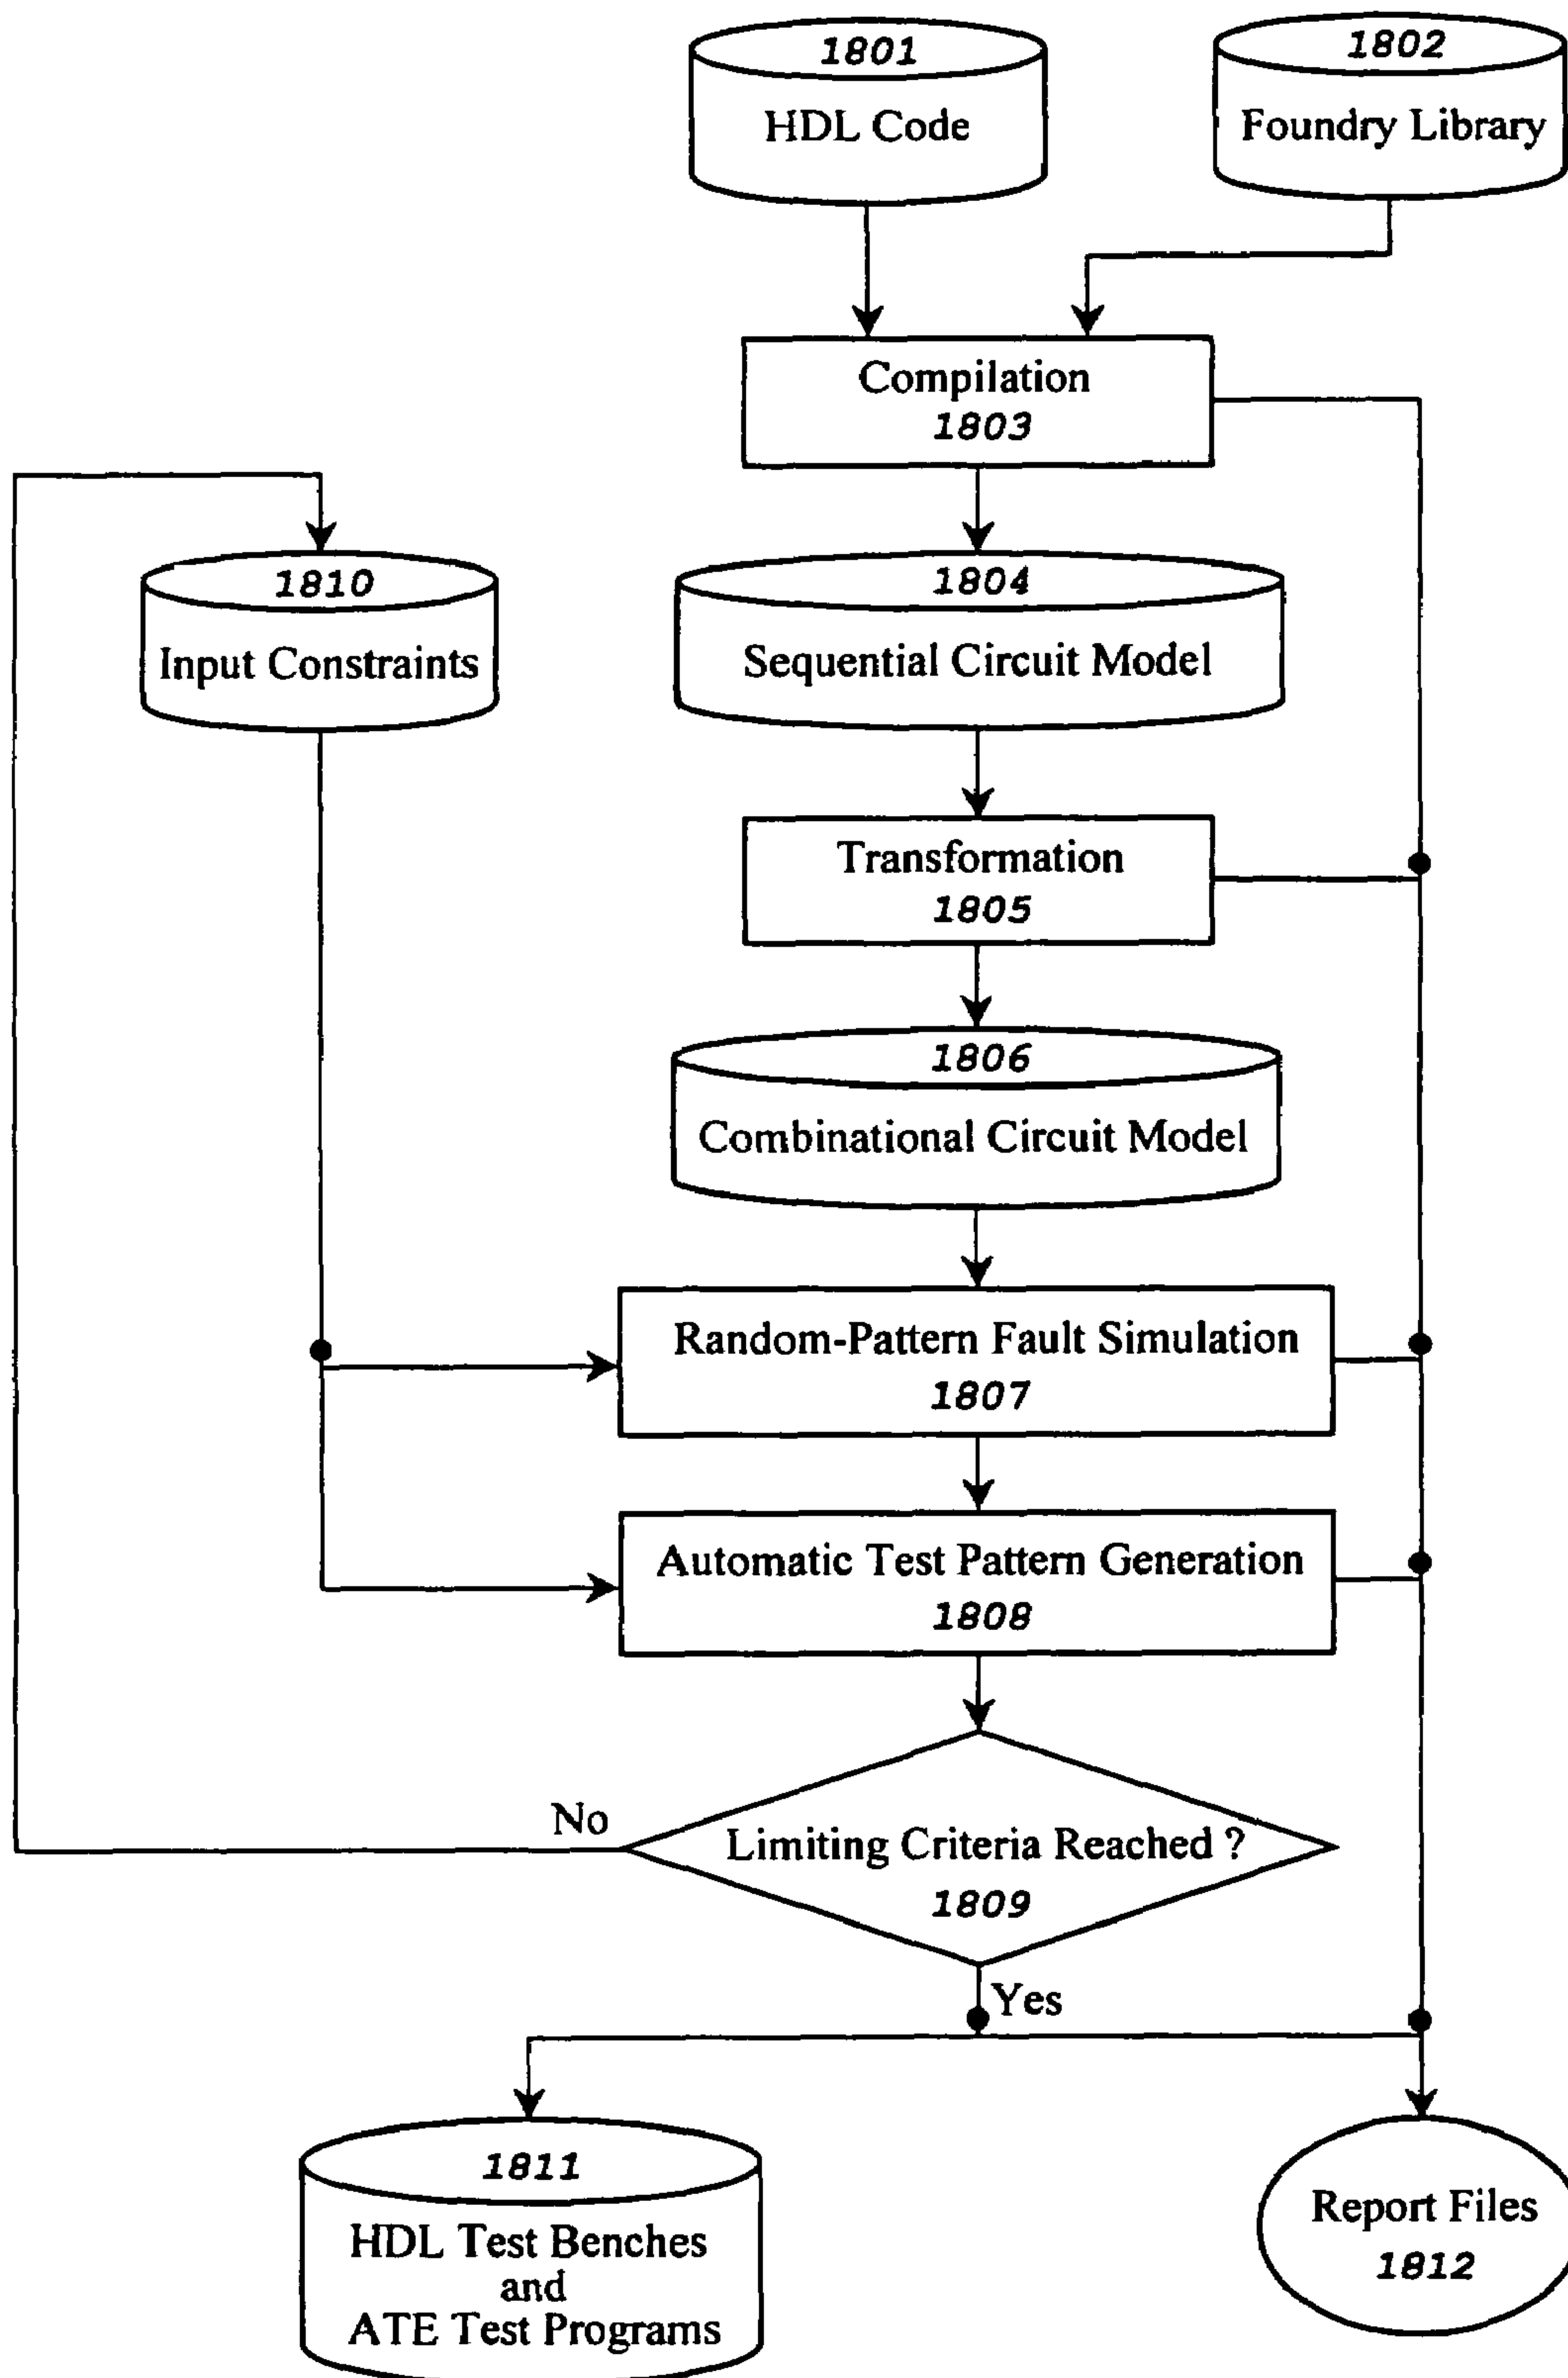 1801
HDL Code
1802
Foundry Library
Compilation
1803
1810
Input Constraints
1804
Sequential Circuit Model
Transformation
1805
1806
Combinational Circuit Model
Random-Pattern Fault Simulation
1807
Automatic Test Pattern Generation
1808
No
Limiting Criteria Reached ?
1809
Yes
1811
HDL Test Benches
and
ATE Test Programs
Report Files
1812